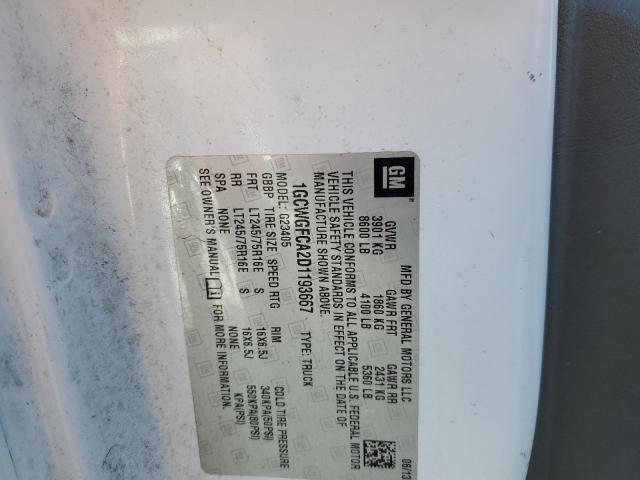 GM
MFD BY GENERAL MOTORS LLC 06/13
GVWR GAWR FRT GAWR RR
3901 KG 1860 KG 2431 KG
8600 LB 4100 LB 5360 LB
THIS VEHICLE CONFORMS TO ALL APPLICABLE U.S. FEDERAL MOTOR
VEHICLE SAFETY STANDARDS IN EFFECT ON THE DATE OF
MANUFACTURE SHOWN ABOVE.
1GCWGFCA2D1193667 TYPE: TRUCK
MODEL: G23405
GBBP TIRE SIZE SPEED RTG RIM COLD TIRE PRESSURE
FRT LT245/75R16E S 16X6.5J 340KPA(50PSI)
RR LT245/75R16E S 16X6.5J 550KPA(80PSI)
SPA NONE NONE KPA(PSI)
SEE OWNER'S MANUAL FOR MORE INFORMATION.